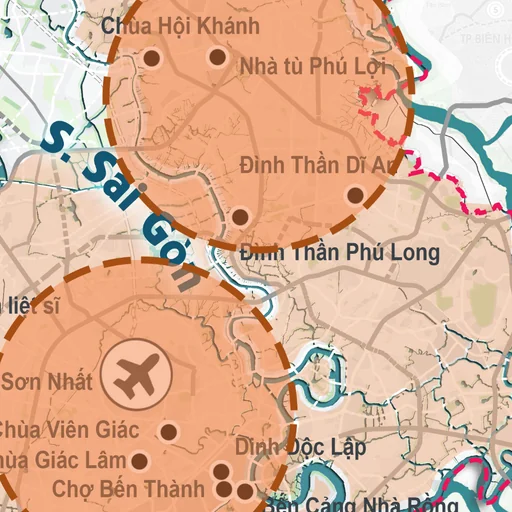 Chùa Hội Khánh
TP.BIÊN H
Nhà tù Phú Lợi
S. Sài Gòn
Đình Thần Dĩ An
Đình Thần Phú Long
liệt sĩ
Sơn Nhất
Chùa Viên Giác
Dinh Độc Lập
hùa Giác Lâm
Chợ Bến Thành
Bến Cảng Nhà Rồng